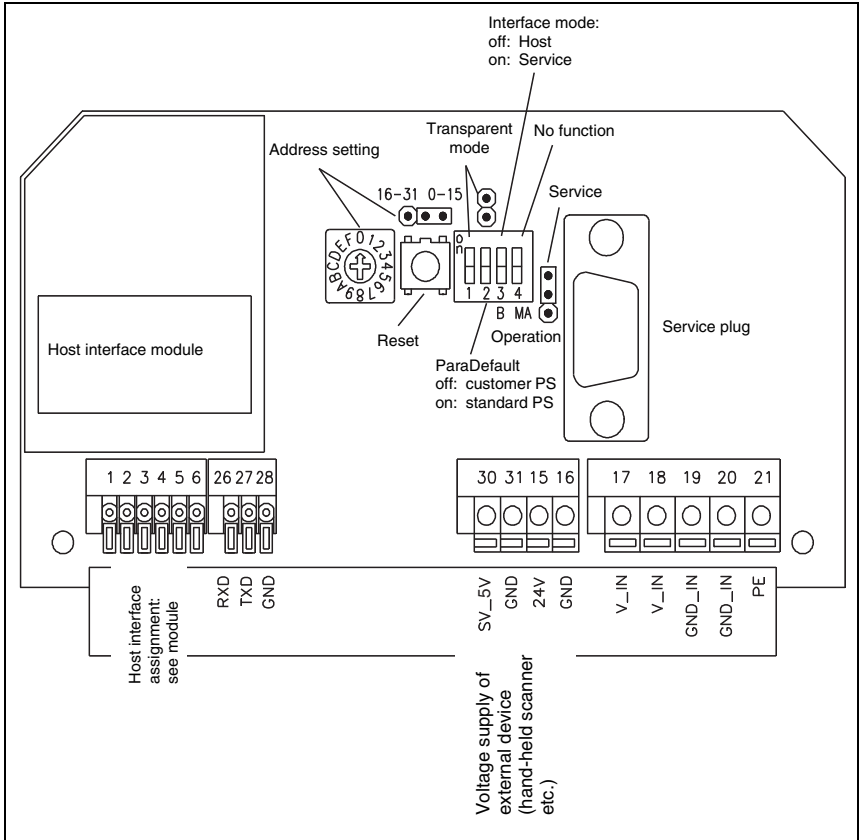 Interface mode:
off: Host
on: Service
Transparent
mode
No function
Address setting
16-31 0-15
Service
on
0123456789ABCDEF
1 2 3 4
B MA
Reset
Operation
Service plug
Host interface module
ParaDefault
off: customer PS
on: standard PS
1 2 3 4 5 6 26 27 28
30 31 15 16
17 18 19 20 21
RXD
TXD
GND
SV_5V
GND
24V
GND
V_IN
V_IN
GND_IN
GND_IN
PE
Host interface
assignment:
see module
Voltage supply of
external device
(hand-held scanner
etc.)